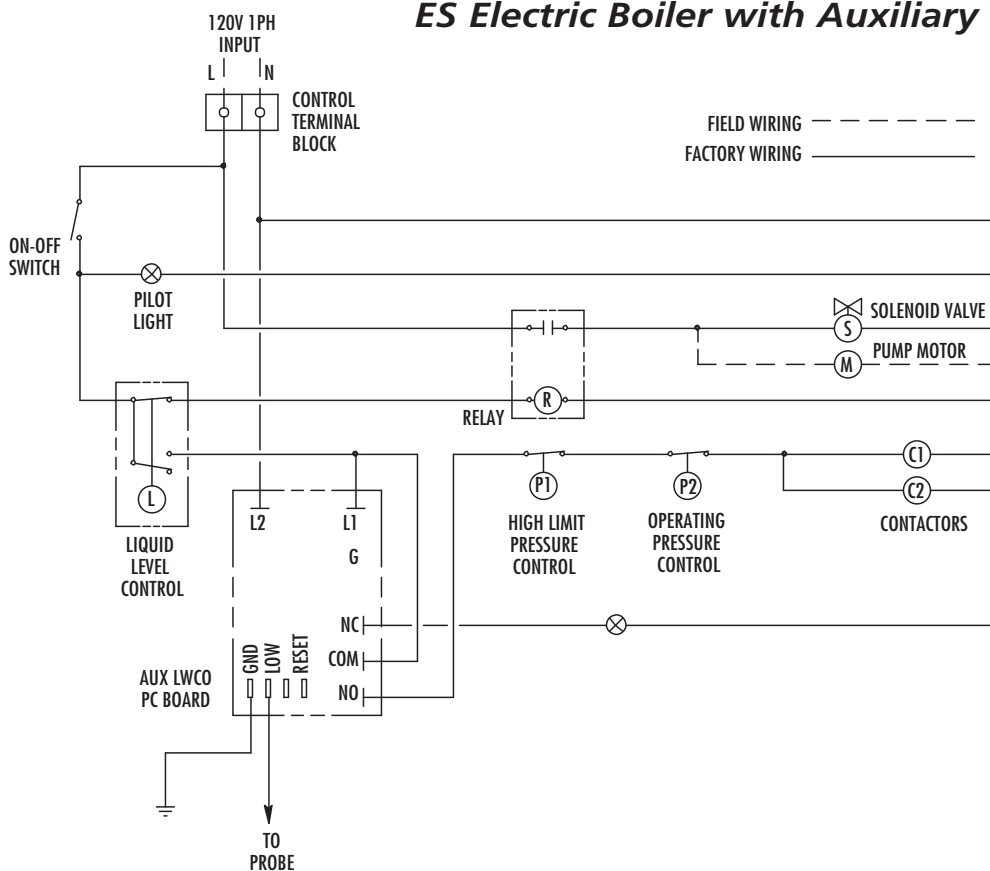 ES Electric Boiler with Auxiliary
120V 1PH
INPUT
L
N
CONTROL
TERMINAL
BLOCK
FIELD WIRING
FACTORY WIRING
ON-OFF
SWITCH
PILOT
LIGHT
SOLENOID VALVE
S
PUMP MOTOR
M
RELAY
R
L
LIQUID
LEVEL
CONTROL
L2
L1
G
P1
HIGH LIMIT
PRESSURE
CONTROL
P2
OPERATING
PRESSURE
CONTROL
C1
C2
CONTACTORS
NC
COM
NO
GND
LOW
RESET
AUX LWCO
PC BOARD
TO
PROBE